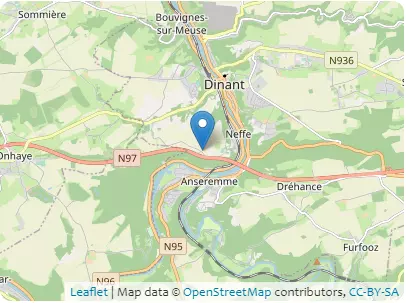 Sommière
Bouvignes-
sur-Meuse
N936
Dinant
Neffe
Onhaye
N97
Anseremme
Dréhance
N95
Furfooz
N96
Leaflet | Map data © OpenStreetMap contributors, CC-BY-SA